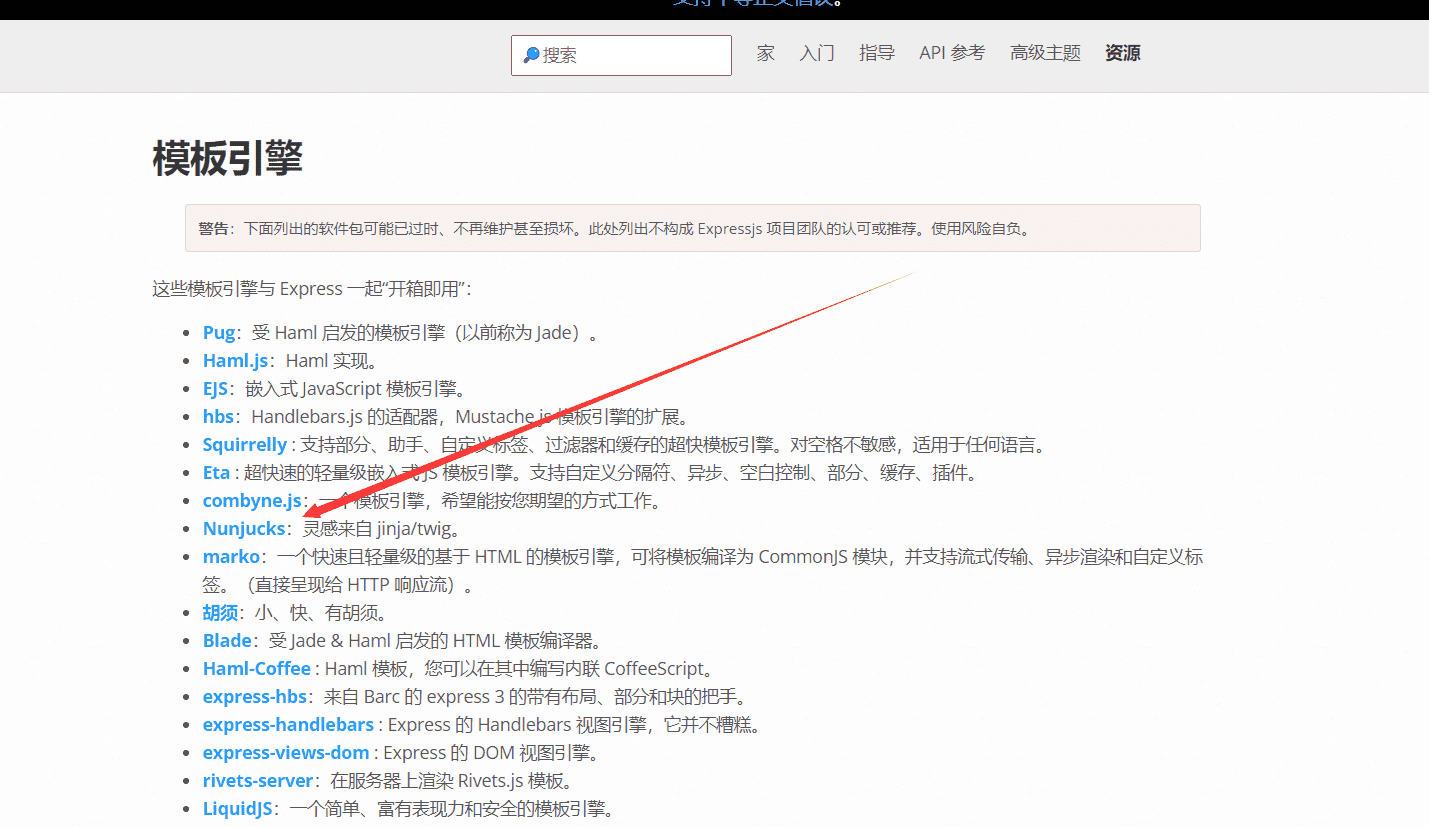 支持平等正义倡议。
搜索 家 入门 指导 API 参考 高级主题 资源
模板引擎
警告：下面列出的软件包可能已过时、不再维护甚至损坏。此处列出不构成 Expressjs 项目团队的认可或推荐。使用风险自负。
这些模板引擎与 Express 一起“开箱即用”：
Pug：受 Haml 启发的模板引擎（以前称为 Jade）。
Haml.js：Haml 实现。
EJS：嵌入式 JavaScript 模板引擎。
hbs：Handlebars.js 的适配器，Mustache.js 模板引擎的扩展。
Squirrelly : 支持部分、助手、自定义标签、过滤器和缓存的超快模板引擎。对空格不敏感，适用于任何语言。
Eta : 超快速的轻量级嵌入式 JS 模板引擎。支持自定义分隔符、异步、空白控制、部分、缓存、插件。
combyne.js：一个模板引擎，希望能按您期望的方式工作。
Nunjucks：灵感来自 jinja/twig。
marko：一个快速且轻量级的基于 HTML 的模板引擎，可将模板编译为 CommonJS 模块，并支持流式传输、异步渲染和自定义标
签。（直接呈现给 HTTP 响应流）。
胡须：小、快、有胡须。
Blade：受 Jade & Haml 启发的 HTML 模板编译器。
Haml-Coffee : Haml 模板，您可以在其中编写内联 CoffeeScript。
express-hbs：来自 Barc 的 express 3 的带有布局、部分和块的把手。
express-handlebars : Express 的 Handlebars 视图引擎，它并不糟糕。
express-views-dom : Express 的 DOM 视图引擎。
rivets-server：在服务器上渲染 Rivets.js 模板。
LiquidJS：一个简单、富有表现力和安全的模板引擎。